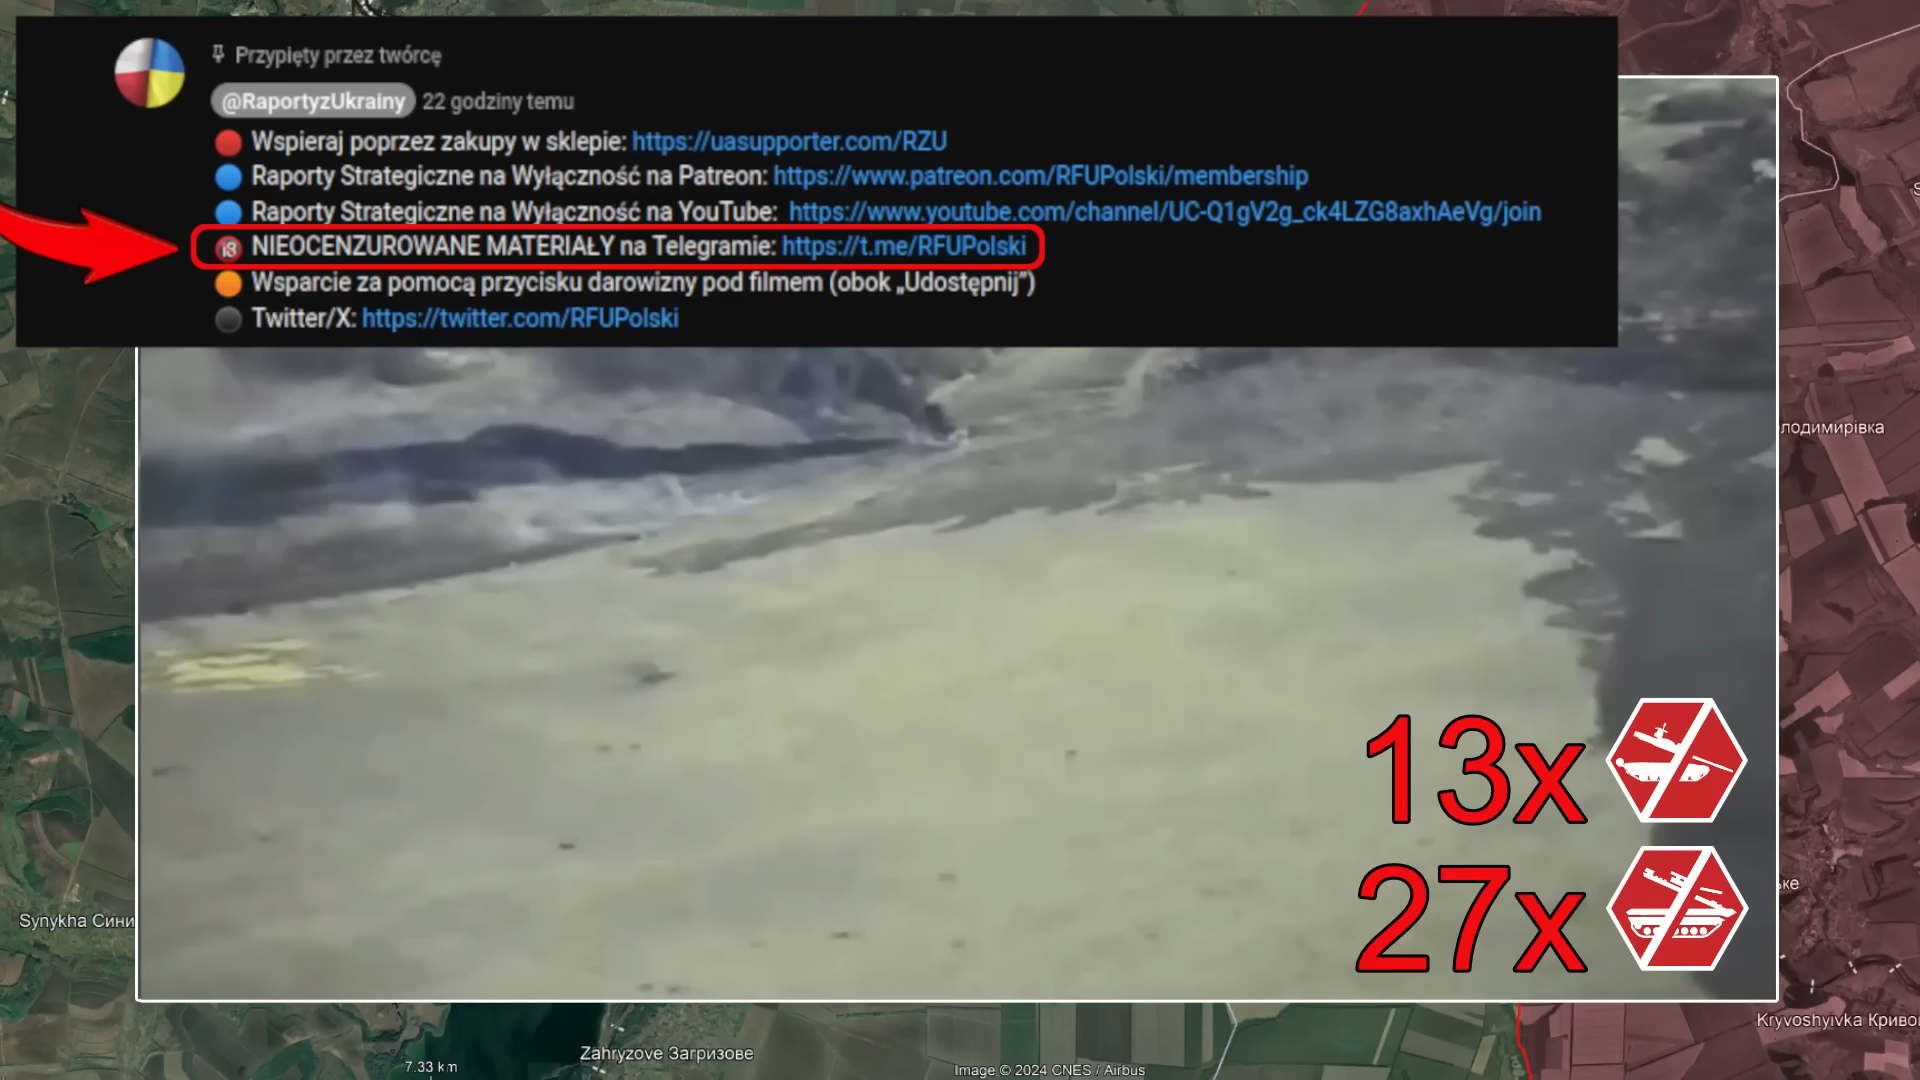 Przypięty przez twórcę
@RaportyzUkrainy 22 godziny temu
Wspieraj poprzez zakupy w sklepie: https://uasupporter.com/RZU
Raporty Strategiczne na Wyłączność na Patreon: https://www.patreon.com/RFUPolski/membership
Raporty Strategiczne na Wyłączność na YouTube: https://www.youtube.com/channel/UC-Q1gV2g_ck4LZG8axhAeVg/join
18 NIEOCENZUROWANE MATERIAŁY na Telegramie: https://t.me/RFUPolski
Wsparcie za pomocą przycisku darowizny pod filmem (obok „Udostępnij”)
Twitter/X: https://twitter.com/RFUPolski
лодимирівка
13x
27x
ьке
Synykha Сини
Kryvoshyivka Криво
Zahryzove Загризове
7.33 km
Image © 2024 CNES / Airbus